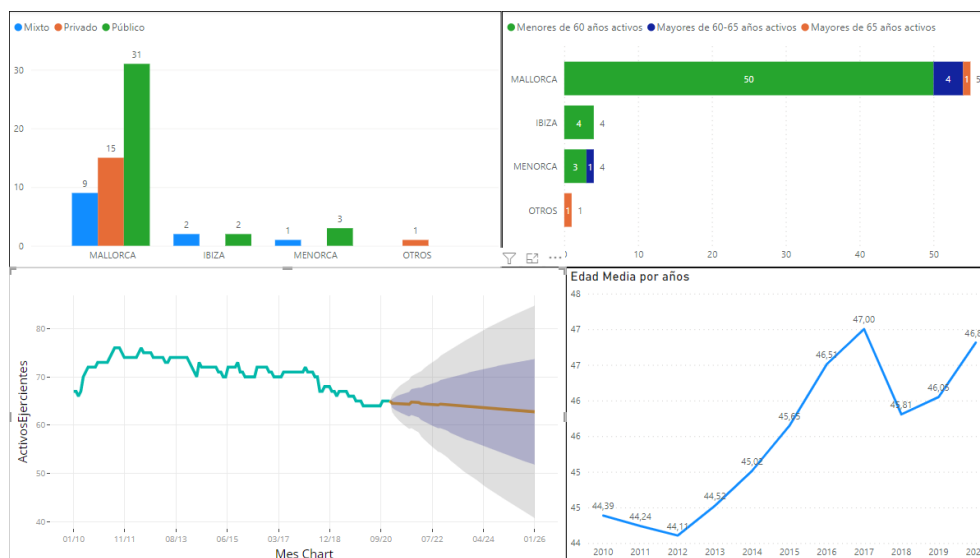 Mixto Privado Público
30
20
10
0
9
15
31
2
2
1
3
1
MALLORCA IBIZA MENORCA OTROS
Menores de 60 años activos Mayores de 60-65 años activos Mayores de 65 años activos
MALLORCA 50 4 1
IBIZA 4 4
MENORCA 3 1 4
OTROS 1 1
10 20 30 40 50
ActivosEjercientes
80
70
60
50
40
01/10 11/11 08/13 06/15 03/17 12/18 09/20 07/22 04/24 01/26
Mes Chart
Edad Media por años
48
47
47
46
46
45
45
44
44,39
44,24
44,11
44,52
45,02
45,65
46,51
47,00
45,81
46,05
2010 2011 2012 2013 2014 2015 2016 2017 2018 2019